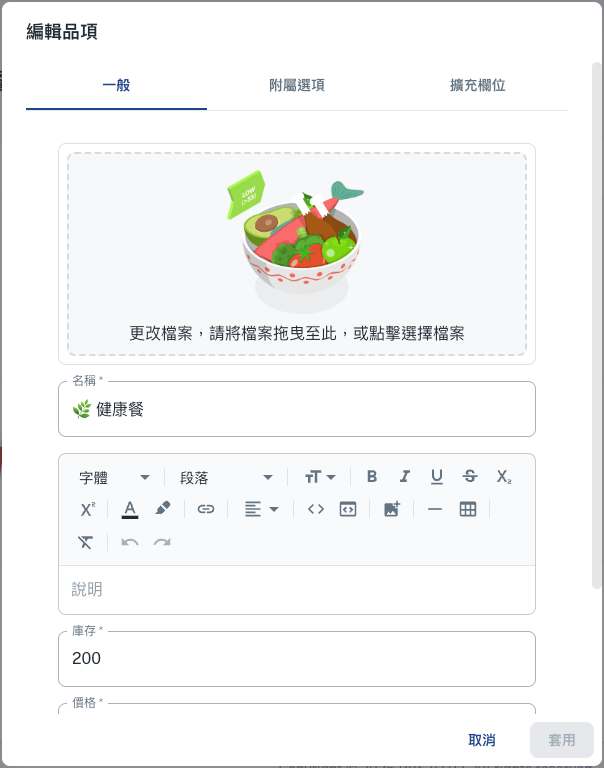 編輯品項
一般
附屬選項
擴充欄位
LOW
更改檔案，請將檔案拖曳至此，或點擊選擇檔案
名稱 *
🌿 健康餐
字體
段落
TT
B I U S X₂
X² A
說明
庫存 *
200
價格 *
取消
套用